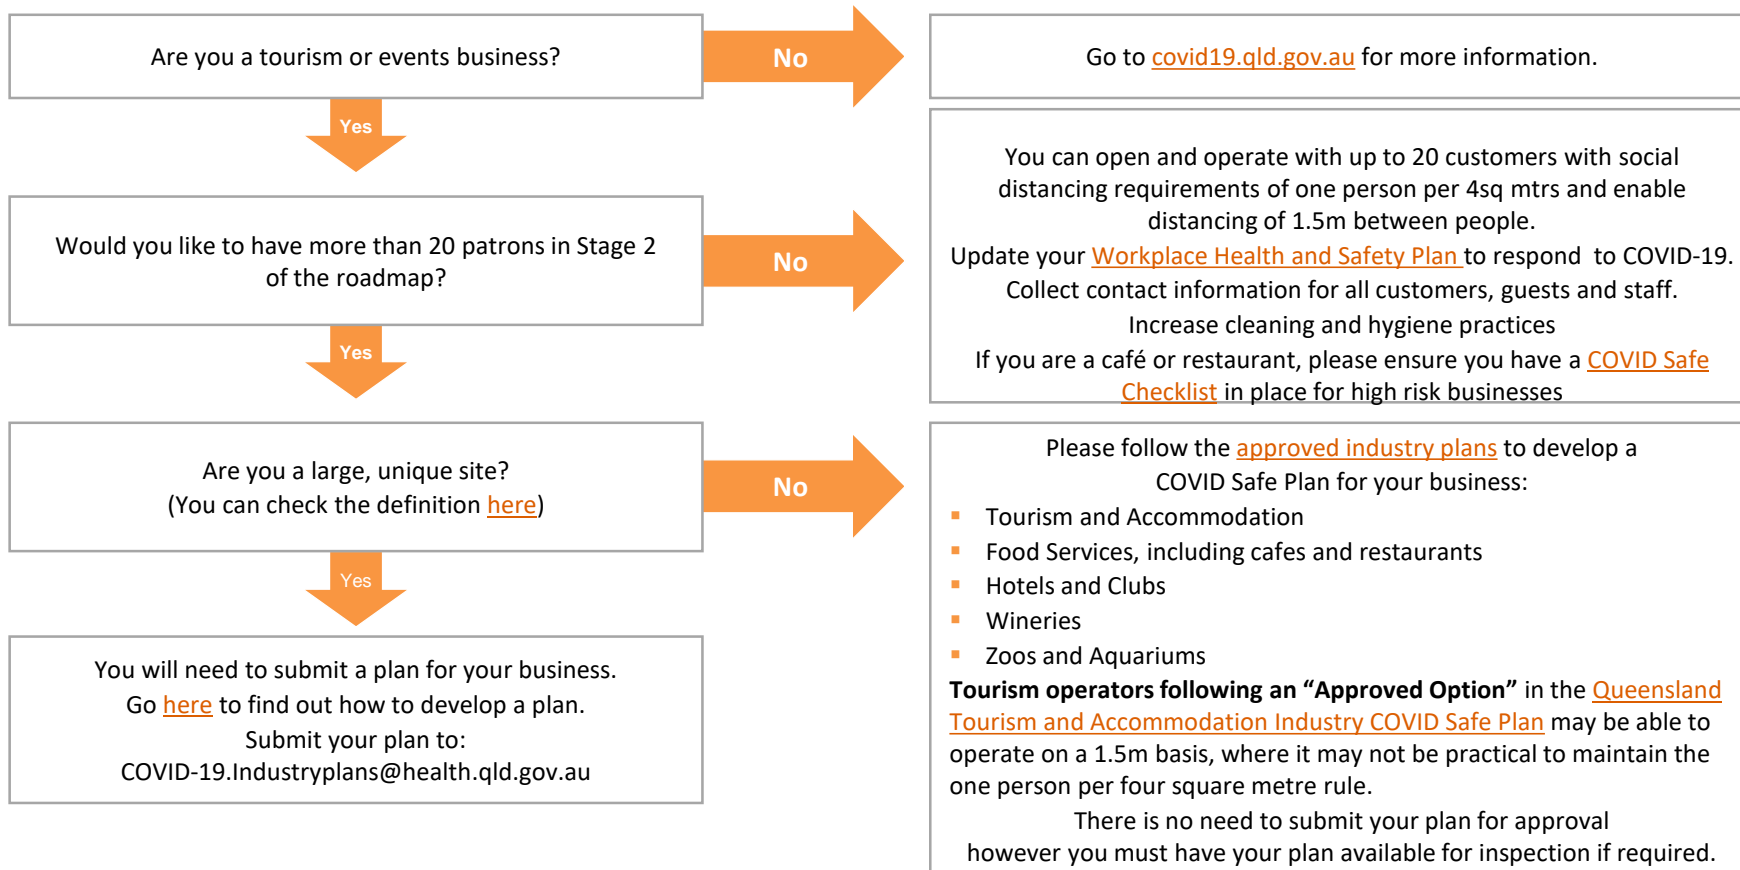 Are you a tourism or events business?
No
Go to covid19.qld.gov.au for more information.
Yes
Would you like to have more than 20 patrons in Stage 2
of the roadmap?
No
You can open and operate with up to 20 customers with social
distancing requirements of one person per 4sq mtrs and enable
distancing of 1.5m between people.
Update your Workplace Health and Safety Plan to respond  to COVID-19.
Collect contact information for all customers, guests and staff.
Increase cleaning and hygiene practices
If you are a café or restaurant, please ensure you have a COVID Safe
Checklist in place for high risk businesses
Yes
Are you a large, unique site?
(You can check the definition here)
No
Please follow the approved industry plans to develop a
COVID Safe Plan for your business:
▪ Tourism and Accommodation
▪ Food Services, including cafes and restaurants
▪ Hotels and Clubs
▪ Wineries
▪ Zoos and Aquariums
Tourism operators following an “Approved Option” in the Queensland
Tourism and Accommodation Industry COVID Safe Plan may be able to
operate on a 1.5m basis, where it may not be practical to maintain the
one person per four square metre rule.
There is no need to submit your plan for approval
however you must have your plan available for inspection if required.
Yes
You will need to submit a plan for your business.
Go here to find out how to develop a plan.
Submit your plan to:
COVID-19.Industryplans@health.qld.gov.au